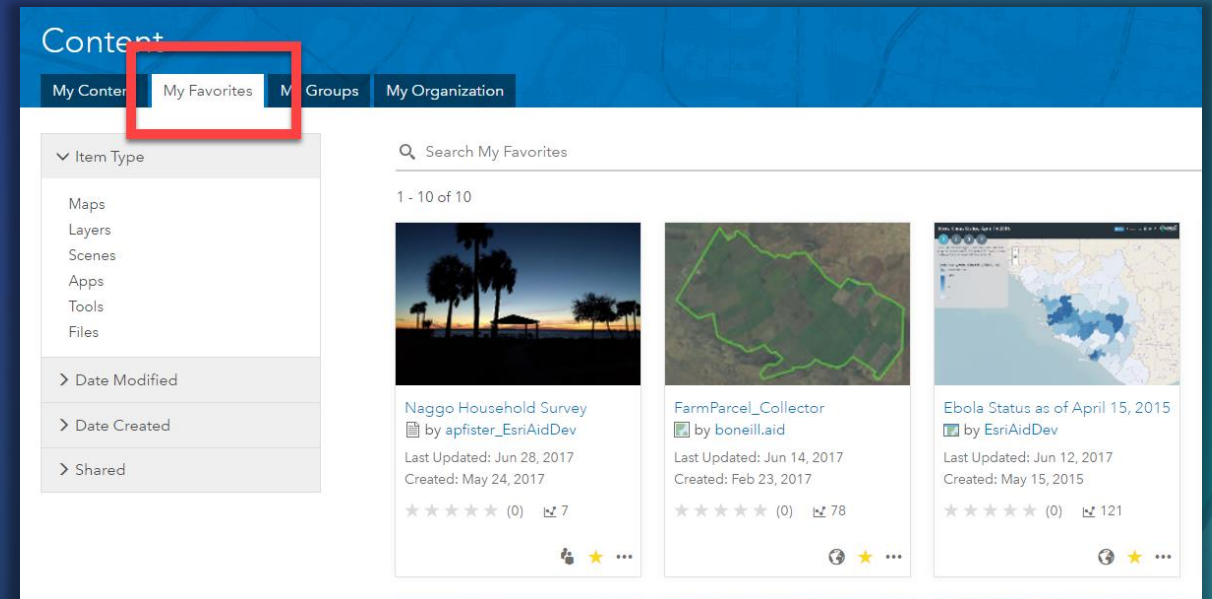 Content
My Conten My Favorites M Groups My Organization
Item Type
Maps
Layers
Scenes
Apps
Tools
Files
Date Modified
Date Created
Shared
Search My Favorites
1 - 10 of 10
Naggo Household Survey
by apfister_EsriAidDev
Last Updated: Jun 28, 2017
Created: May 24, 2017
(0) 7
FarmParcel_Collector
by boneill.aid
Last Updated: Jun 14, 2017
Created: Feb 23, 2017
(0) 78
Ebola Status as of April 15, 2015
by EsriAidDev
Last Updated: Jun 12, 2017
Created: May 15, 2015
(0) 121